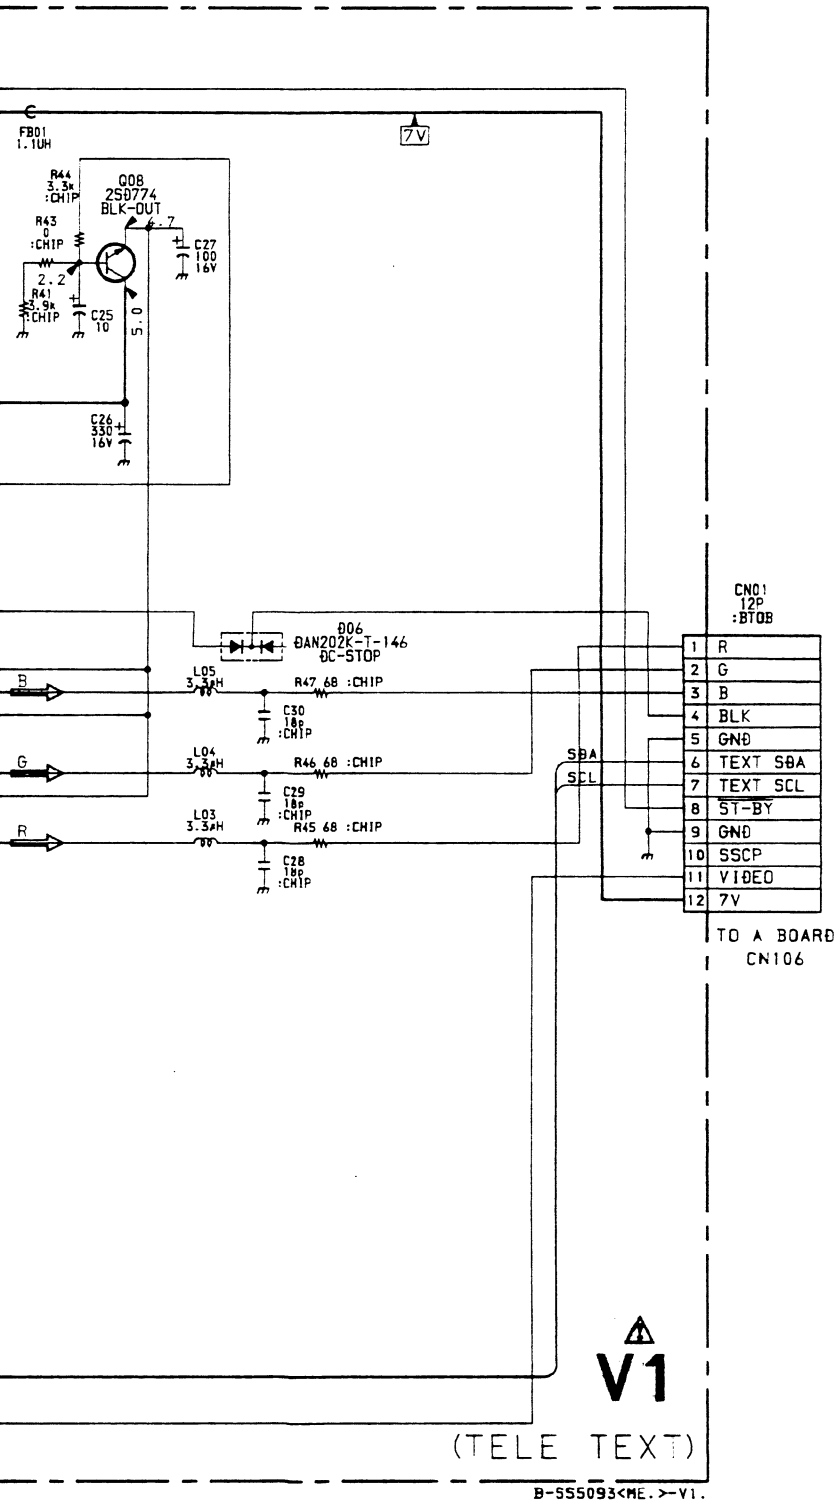 FB01
1.1UH
7V
R44
3.3k
:CHIP
Q08
2SD774
BLK-OUT
R43
0
:CHIP
C27
100
16V
2.2
R41
3.9k
:CHIP
C25
10
5.0
C26
330
16V
CN01
12P
:BTOB
D06
DAN202K-T-146
DC-STOP
1 R
2 G
3 B
4 BLK
5 GND
6 TEXT SDA
7 TEXT SCL
8 ST-BY
9 GND
10 SSCP
11 VIDEO
12 7V
B
L05
3.3µH
R47 68 :CHIP
C30
18p
:CHIP
G
L04
3.3µH
R46 68 :CHIP
SDA
SCL
C29
18p
:CHIP
R
L03
3.3µH
R45 68 :CHIP
C28
18p
:CHIP
TO A BOARD
CN106
V1
(TELE TEXT)
B-SS5093<ME.>-V1.